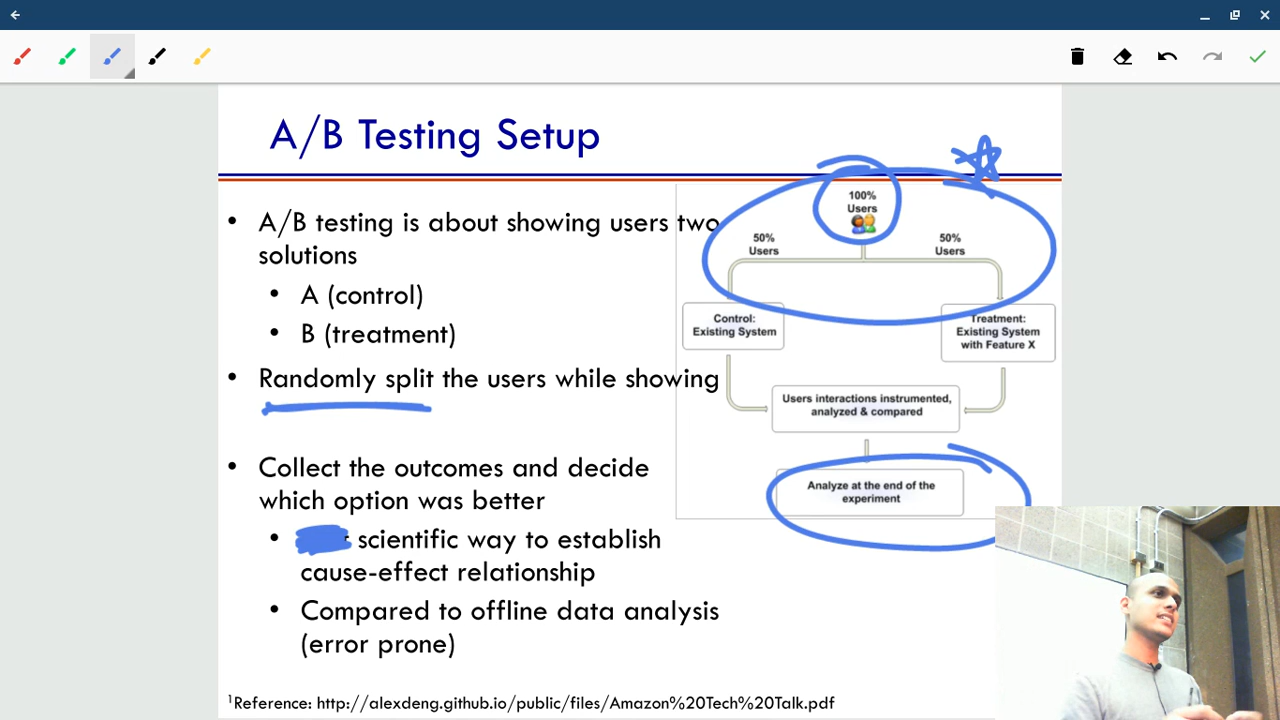 A/B Testing Setup
A/B testing is about showing users two
solutions
A (control)
B (treatment)
Randomly split the users while showing
Collect the outcomes and decide
which option was better
scientific way to establish
cause-effect relationship
Compared to offline data analysis
(error prone)
100%
Users
50%
Users
50%
Users
Control:
Existing System
Treatment:
Existing System
with Feature X
Users interactions instrumented,
analyzed & compared
Analyze at the end of the
experiment
1Reference: http://alexdeng.github.io/public/files/Amazon%20Tech%20Talk.pdf